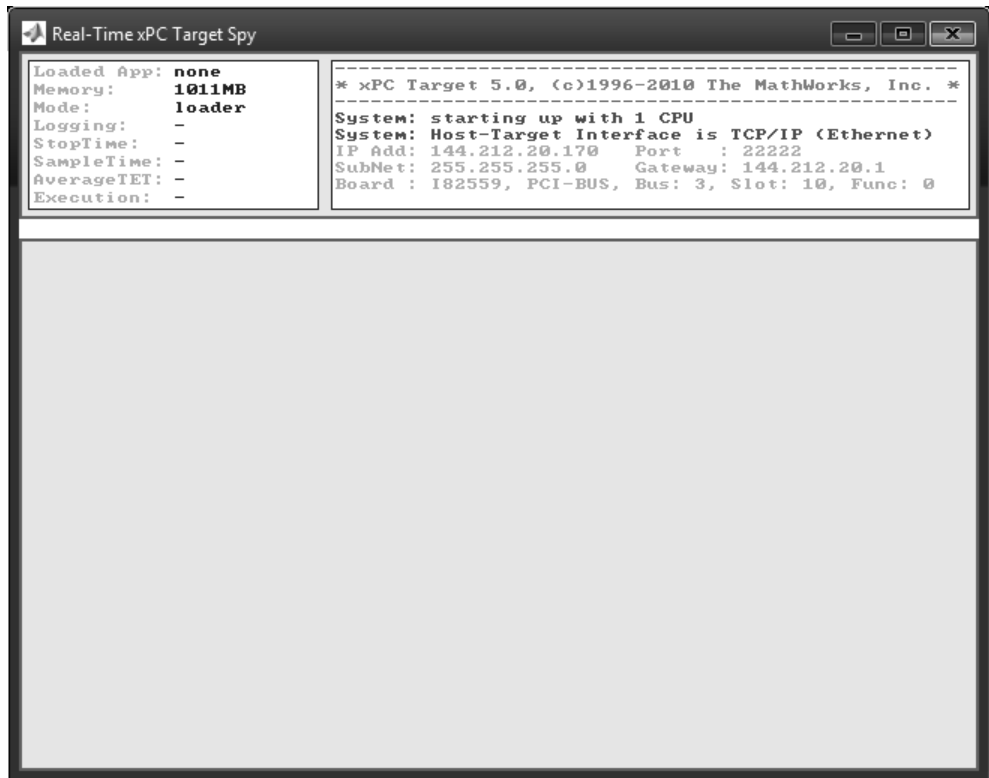 Real-Time xPC Target Spy
Loaded App: none
Memory: 1011MB
Mode: loader
Logging: -
StopTime: -
SampleTime: -
AverageTET: -
Execution: -
----------------------------------------------------
* xPC Target 5.0, (c)1996-2010 The MathWorks, Inc. *
----------------------------------------------------
System: starting up with 1 CPU
System: Host-Target Interface is TCP/IP (Ethernet)
IP Add: 144.212.20.170 Port : 22222
SubNet: 255.255.255.0 Gateway: 144.212.20.1
Board : I82559, PCI-BUS, Bus: 3, Slot: 10, Func: 0